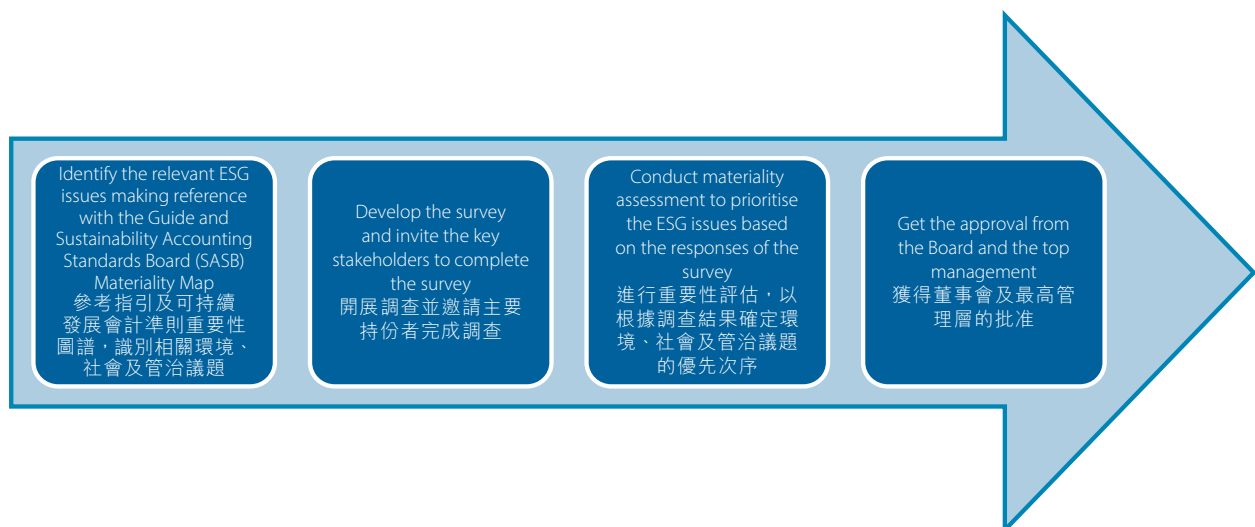 Identify the relevant ESG
issues making reference
with the Guide and
Sustainability Accounting
Standards Board (SASB)
Materiality Map
參考指引及可持續
發展會計準則重要性
圖譜，識別相關環境、
社會及管治議題
Develop the survey
and invite the key
stakeholders to complete
the survey
開展調查並邀請主要
持份者完成調查
Conduct materiality
assessment to prioritise
the ESG issues based
on the responses of the
survey
進行重要性評估，以
根據調查結果確定環
境、社會及管治議題
的優先次序
Get the approval from
the Board and the top
management
獲得董事會及最高管
理層的批准